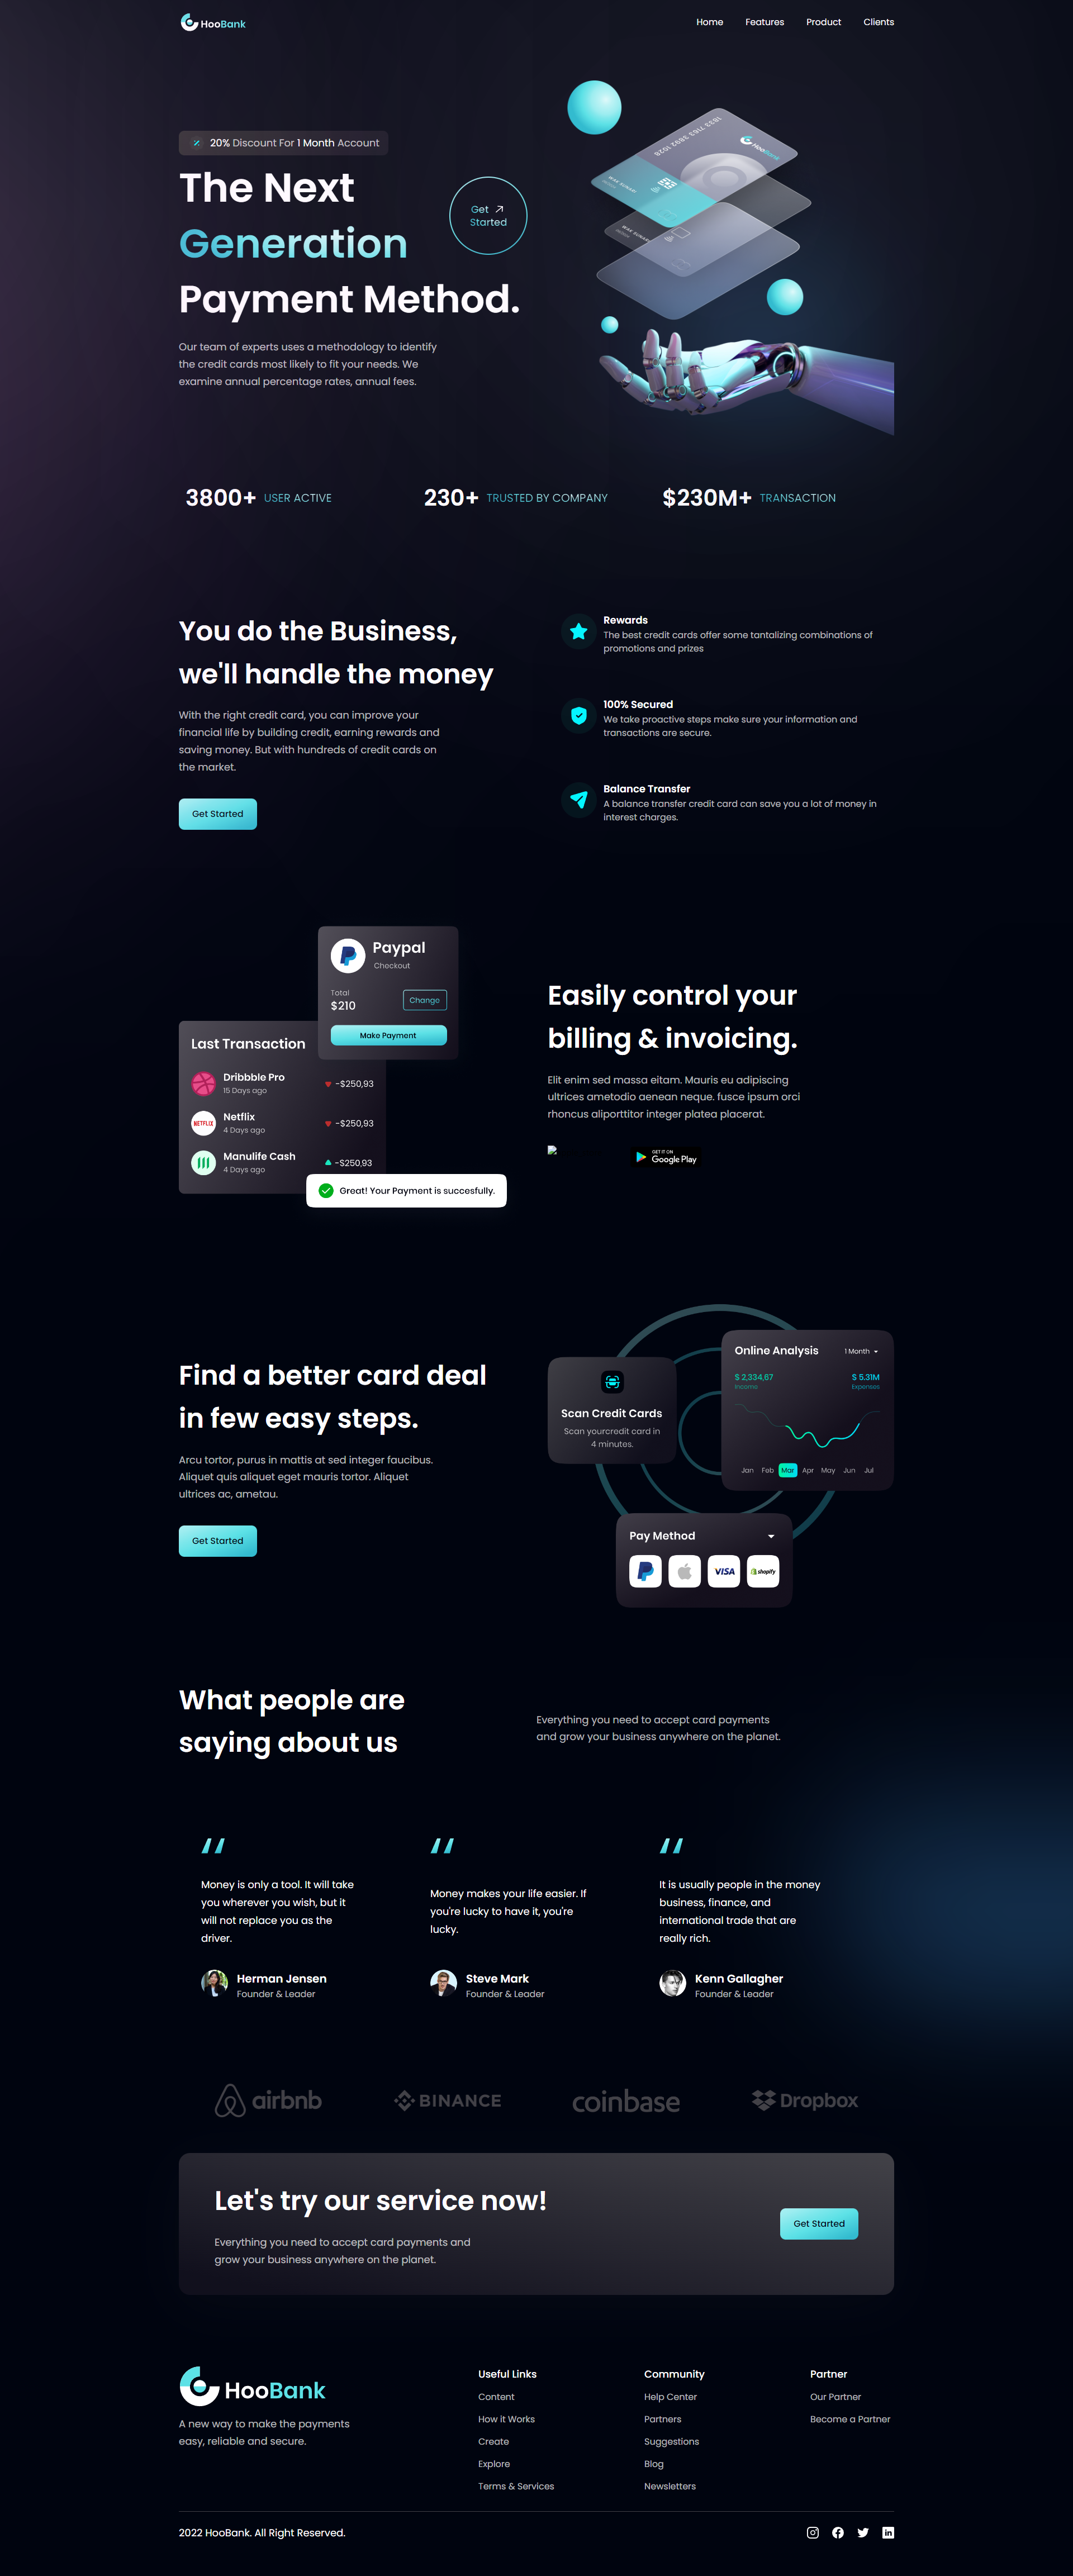 HooBank
Home Features Product Clients
20% Discount For 1 Month Account
The Next
Generation
Payment Method.
Get
Started
Our team of experts uses a methodology to identify
the credit cards most likely to fit your needs. We
examine annual percentage rates, annual fees.
HooBank
3800+ USER ACTIVE
230+ TRUSTED BY COMPANY
$230M+ TRANSACTION
You do the Business,
we'll handle the money
With the right credit card, you can improve your
financial life by building credit, earning rewards and
saving money. But with hundreds of credit cards on
the market.
Get Started
Rewards
The best credit cards offer some tantalizing combinations of
promotions and prizes
100% Secured
We take proactive steps make sure your information and
transactions are secure.
Balance Transfer
A balance transfer credit card can save you a lot of money in
interest charges.
Paypal
Checkout
Total
$210
Change
Make Payment
Last Transaction
Dribbble Pro
15 Days ago
-$250,93
NETFLIX
Netflix
4 Days ago
-$250,93
Manulife Cash
4 Days ago
-$250,93
Great! Your Payment is succesfully.
Easily control your
billing & invoicing.
Elit enim sed massa eitam. Mauris eu adipiscing
ultrices ametodio aenean neque. fusce ipsum orci
rhoncus aliporttitor integer platea placerat.
GET IT ON
Google Play
Find a better card deal
in few easy steps.
Arcu tortor, purus in mattis at sed integer faucibus.
Aliquet quis aliquet eget mauris tortor. Aliquet
ultrices ac, ametau.
Get Started
Scan Credit Cards
Scan yourcredit card in
4 minutes.
Online Analysis
1 Month
$ 2,334,67
Income
$ 5.31M
Expenses
Jan Feb Mar Apr May Jun Jul
Pay Method
VISA
shopify
What people are
saying about us
Everything you need to accept card payments
and grow your business anywhere on the planet.
Money is only a tool. It will take
you wherever you wish, but it
will not replace you as the
driver.
Herman Jensen
Founder & Leader
Money makes your life easier. If
you're lucky to have it, you're
lucky.
Steve Mark
Founder & Leader
It is usually people in the money
business, finance, and
international trade that are
really rich.
Kenn Gallagher
Founder & Leader
airbnb
BINANCE
coinbase
Dropbox
Let's try our service now!
Everything you need to accept card payments and
grow your business anywhere on the planet.
Get Started
HooBank
A new way to make the payments
easy, reliable and secure.
Useful Links
Content
How it Works
Create
Explore
Terms & Services
Community
Help Center
Partners
Suggestions
Blog
Newsletters
Partner
Our Partner
Become a Partner
2022 HooBank. All Right Reserved.